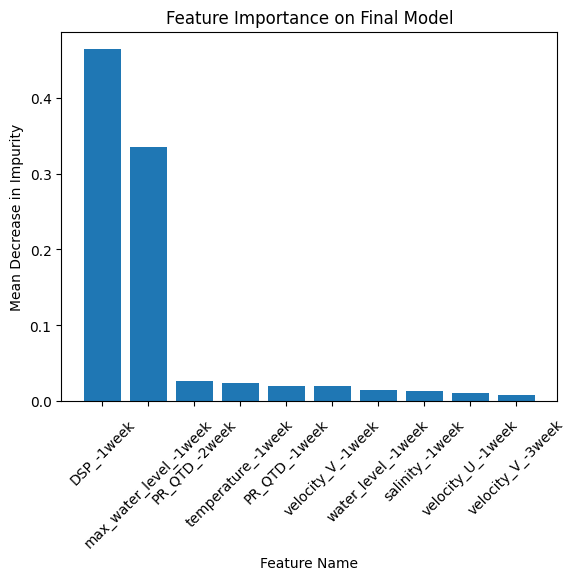 Feature Importance on Final Model
Mean Decrease in Impurity
0.4
0.3
0.2
0.1
0.0
DSP_-1week
max_water_level_-1week
PR_QTD_-2week
temperature_-1week
PR_QTD_-1week
velocity_V_-1week
water_level_-1week
salinity_-1week
velocity_U_-1week
velocity_V_-3week
Feature Name